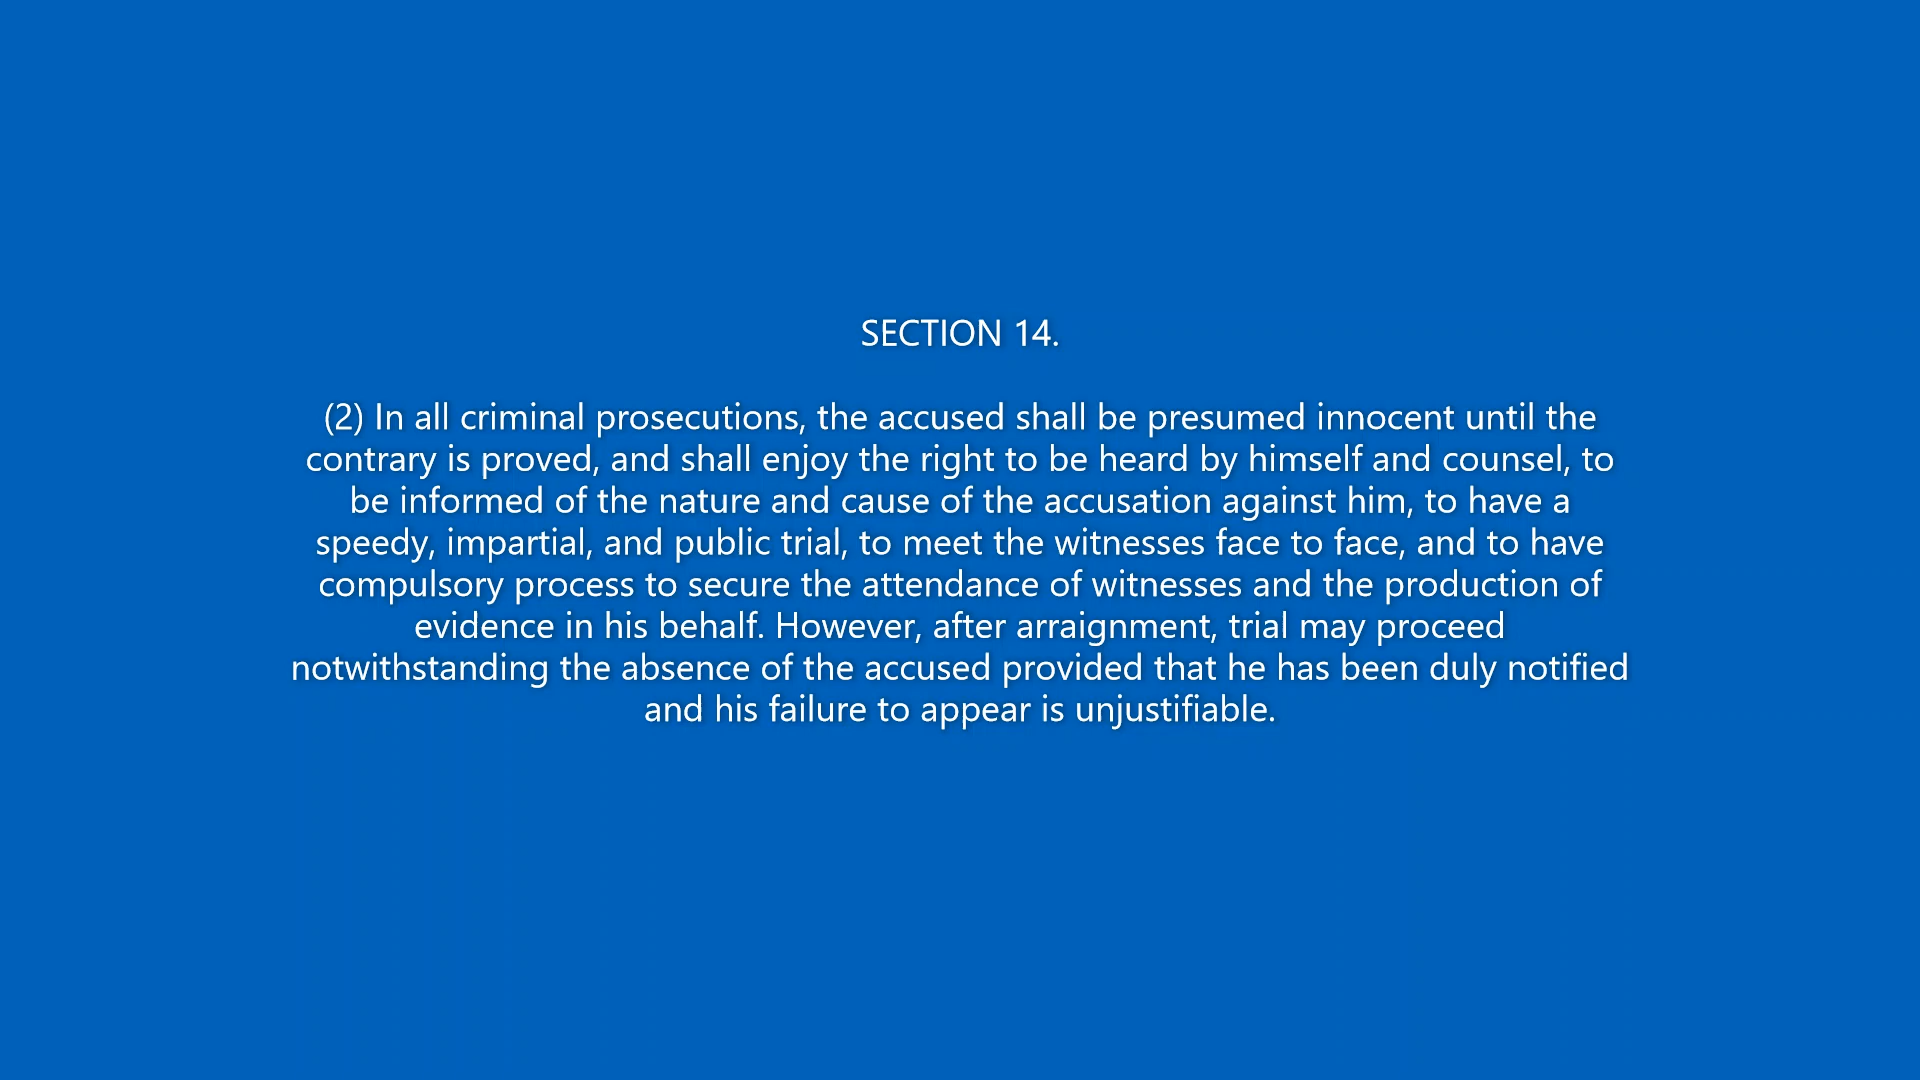 SECTION 14.
(2) In all criminal prosecutions, the accused shall be presumed innocent until the
contrary is proved, and shall enjoy the right to be heard by himself and counsel, to
be informed of the nature and cause of the accusation against him, to have a
speedy, impartial, and public trial, to meet the witnesses face to face, and to have
compulsory process to secure the attendance of witnesses and the production of
evidence in his behalf. However, after arraignment, trial may proceed
notwithstanding the absence of the accused provided that he has been duly notified
and his failure to appear is unjustifiable.